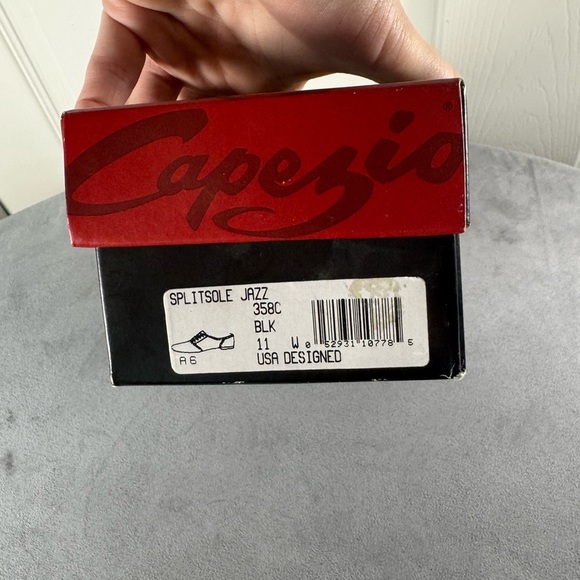 Capezio®
SPLITSOLE JAZZ
358C
BLK
11 W
0 52931 10778 5
A6
USA DESIGNED